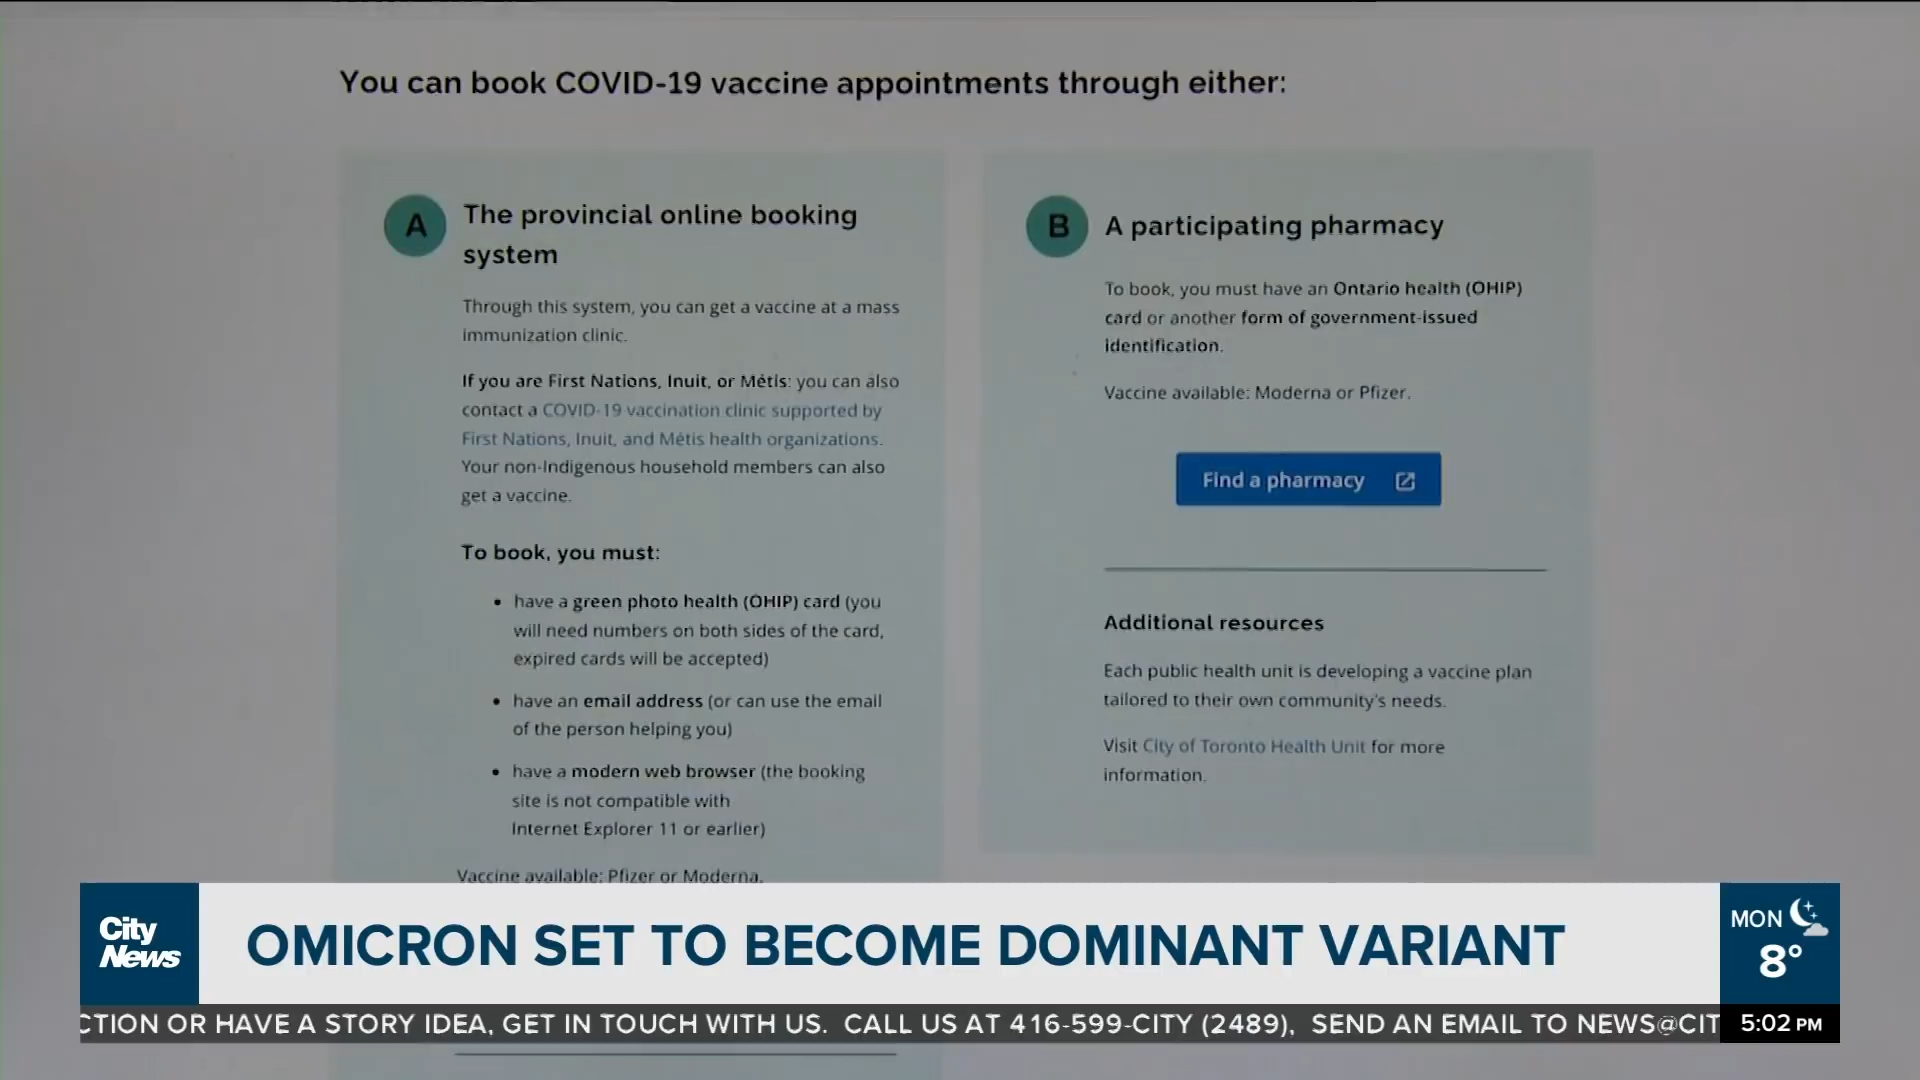 You can book COVID-19 vaccine appointments through either:
A
The provincial online booking
system
Through this system, you can get a vaccine at a mass
immunization clinic.
If you are First Nations, Inuit, or Métis: you can also
contact a COVID-19 vaccination clinic supported by
First Nations, Inuit, and Métis health organizations.
Your non-Indigenous household members can also
get a vaccine.
To book, you must:
• have a green photo health (OHIP) card (you
will need numbers on both sides of the card,
expired cards will be accepted)
• have an email address (or can use the email
of the person helping you)
• have a modern web browser (the booking
site is not compatible with
Internet Explorer 11 or earlier)
Vaccine available: Pfizer or Moderna.
B
A participating pharmacy
To book, you must have an Ontario health (OHIP)
card or another form of government-issued
identification.
Vaccine available: Moderna or Pfizer.
Find a pharmacy
Additional resources
Each public health unit is developing a vaccine plan
tailored to their own community's needs.
Visit City of Toronto Health Unit for more
information.
City
News
OMICRON SET TO BECOME DOMINANT VARIANT
MON
8°
CTION OR HAVE A STORY IDEA, GET IN TOUCH WITH US. CALL US AT 416-599-CITY (2489), SEND AN EMAIL TO NEWS@CIT
5:02 PM